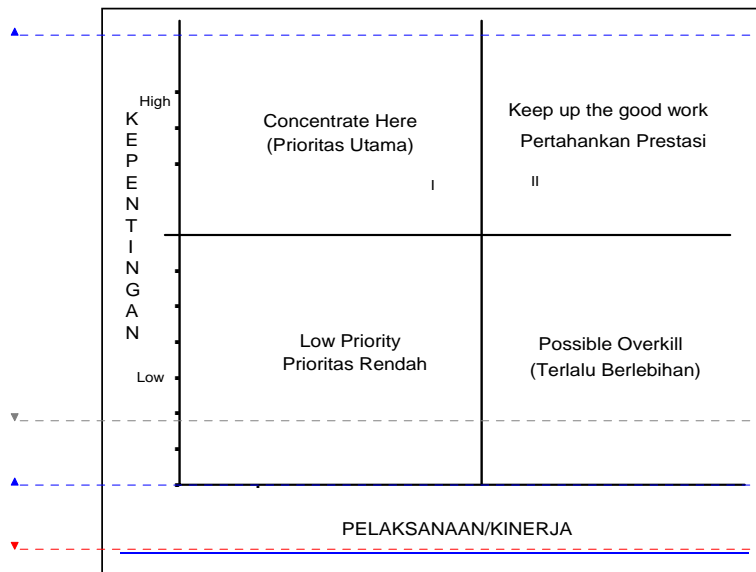 High
KEPENTINGAN
Low
Concentrate Here
(Prioritas Utama)
I
Keep up the good work
Pertahankan Prestasi
II
Low Priority
Prioritas Rendah
Possible Overkill
(Terlalu Berlebihan)
PELAKSANAAN/KINERJA